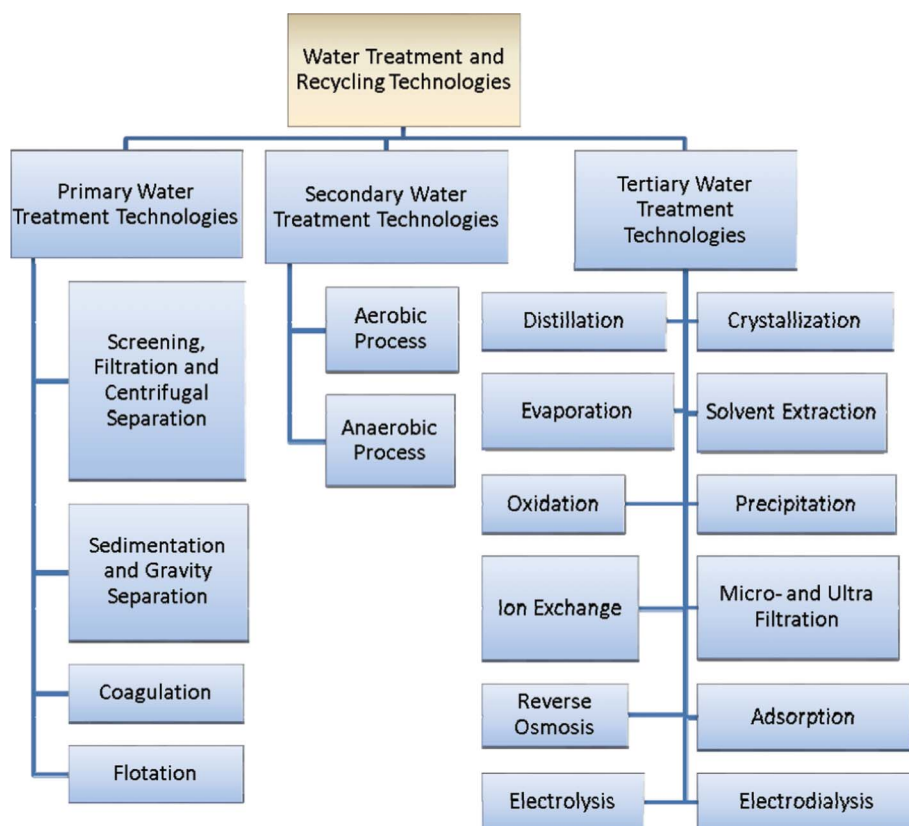 Water Treatment and
Recycling Technologies
Primary Water
Treatment Technologies
Secondary Water
Treatment Technologies
Tertiary Water
Treatment
Technologies
Screening,
Filtration and
Centrifugal
Separation
Sedimentation
and Gravity
Separation
Coagulation
Flotation
Aerobic
Process
Anaerobic
Process
Distillation
Crystallization
Evaporation
Solvent Extraction
Oxidation
Precipitation
Ion Exchange
Micro- and Ultra
Filtration
Reverse
Osmosis
Adsorption
Electrolysis
Electrodialysis